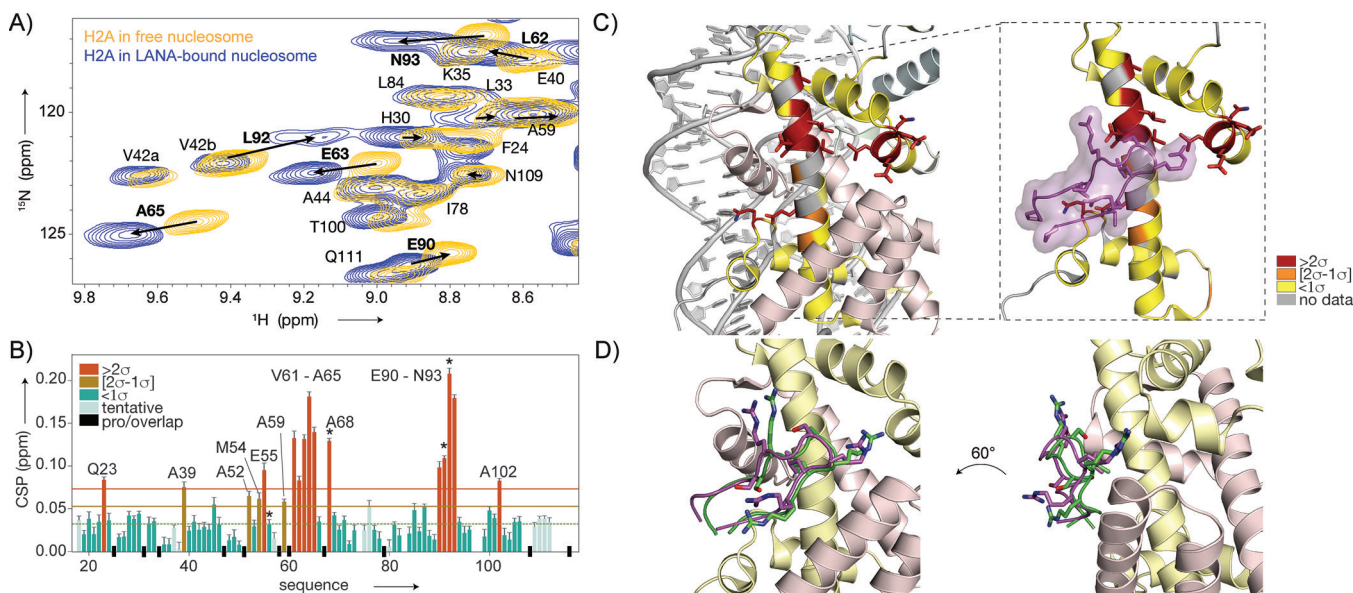 A)
H2A in free nucleosome
H2A in LANA-bound nucleosome
L62
N93
K35
E40
L84
L33
H30
A59
L92
F24
V42a
V42b
E63
N109
A44
I78
A65
T100
E90
Q111
120
125
15N (ppm)
9.8 9.6 9.4 9.2 9.0 8.8 8.6
1H (ppm)
B)
>2σ
[2σ-1σ]
<1σ
tentative
pro/overlap
V61 - A65
E90 - N93
A59
A68
M54
E55
Q23
A39
A52
A102
*
*
*
*
0.20
0.15
0.10
0.05
0.00
CSP (ppm)
20 40 60 80 100
sequence
C)
>2σ
[2σ-1σ]
<1σ
no data
D)
60°